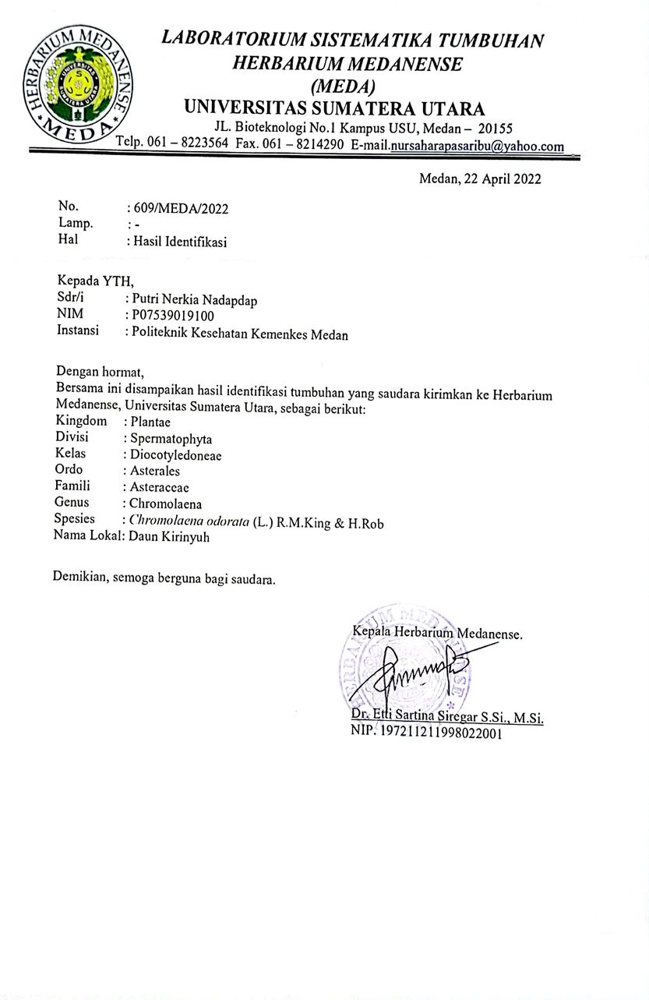 HERBARIUM MEDANENSE
* MEDA *
UNIVERSITAS
SUMATERA UTARA
LABORATORIUM SISTEMATIKA TUMBUHAN
HERBARIUM MEDANENSE
(MEDA)
UNIVERSITAS SUMATERA UTARA
JL. Bioteknologi No.1 Kampus USU, Medan – 20155
Telp. 061 – 8223564 Fax. 061 – 8214290 E-mail.nursaharapasaribu@yahoo.com
Medan, 22 April 2022
No. : 609/MEDA/2022
Lamp. : -
Hal : Hasil Identifikasi
Kepada YTH,
Sdr/i : Putri Nerkia Nadapdap
NIM : P07539019100
Instansi : Politeknik Kesehatan Kemenkes Medan
Dengan hormat,
Bersama ini disampaikan hasil identifikasi tumbuhan yang saudara kirimkan ke Herbarium
Medanense, Universitas Sumatera Utara, sebagai berikut:
Kingdom : Plantae
Divisi : Spermatophyta
Kelas : Diocotyledoneae
Ordo : Asterales
Famili : Asteraceae
Genus : Chromolaena
Spesies : Chromolaena odorata (L.) R.M.King & H.Rob
Nama Lokal: Daun Kirinyuh
Demikian, semoga berguna bagi saudara.
Kepala Herbarium Medanense.
HERBARIUM MEDANENSE *
Dr. Etti Sartina Siregar S.Si., M.Si.
NIP. 197211211998022001